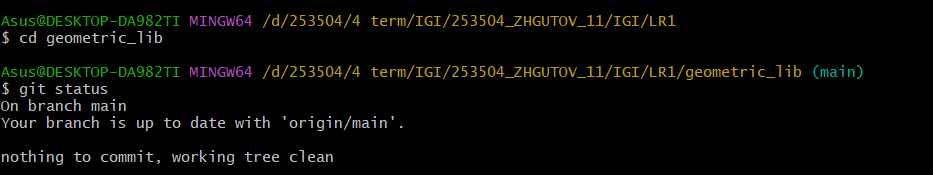 Asus@DESKTOP-DA982TI MINGW64 /d/253504/4 term/IGI/253504_ZHGUTOV_11/IGI/LR1
$ cd geometric_lib
Asus@DESKTOP-DA982TI MINGW64 /d/253504/4 term/IGI/253504_ZHGUTOV_11/IGI/LR1/geometric_lib (main)
$ git status
On branch main
Your branch is up to date with 'origin/main'.
nothing to commit, working tree clean